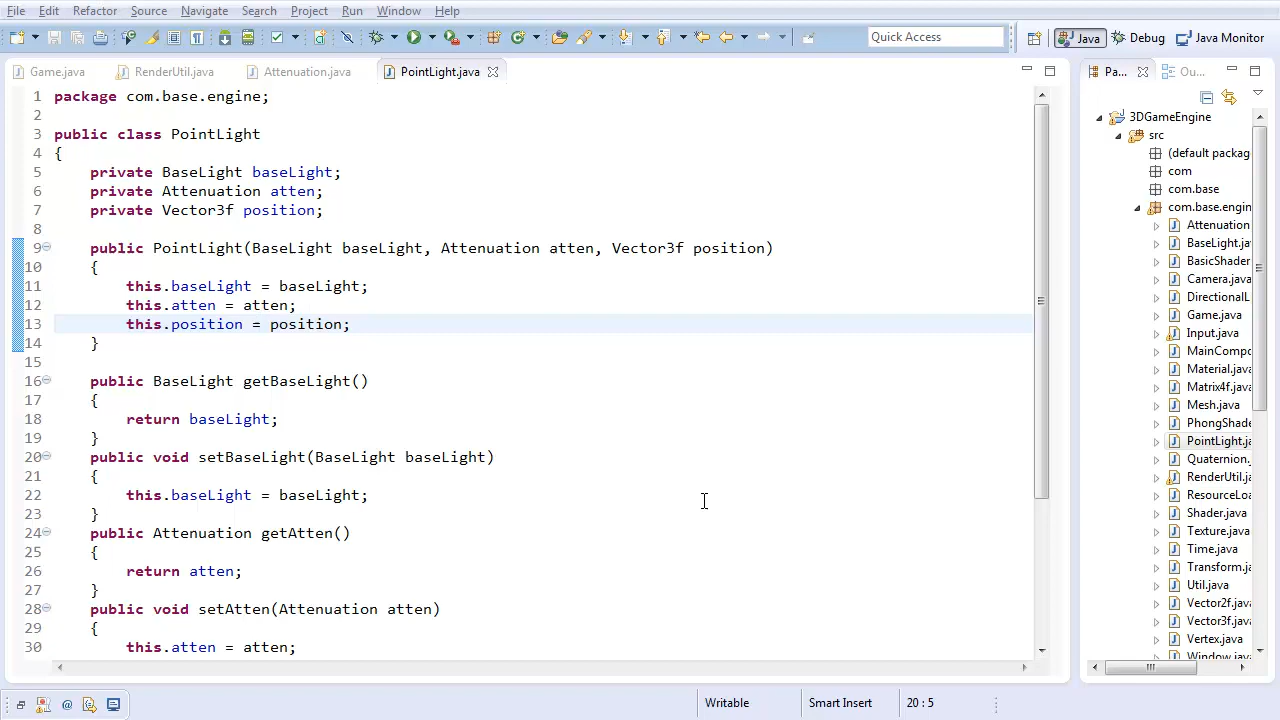 File Edit Refactor Source Navigate Search Project Run Window Help
Quick Access
Java
Debug
Java Monitor
Game.java
RenderUtil.java
Attenuation.java
PointLight.java
Pa...
Ou...
1 package com.base.engine;
2
3 public class PointLight
4 {
5 private BaseLight baseLight;
6 private Attenuation atten;
7 private Vector3f position;
8
9 public PointLight(BaseLight baseLight, Attenuation atten, Vector3f position)
10 {
11 this.baseLight = baseLight;
12 this.atten = atten;
13 this.position = position;
14 }
15
16 public BaseLight getBaseLight()
17 {
18 return baseLight;
19 }
20 public void setBaseLight(BaseLight baseLight)
21 {
22 this.baseLight = baseLight;
23 }
24 public Attenuation getAtten()
25 {
26 return atten;
27 }
28 public void setAtten(Attenuation atten)
29 {
30 this.atten = atten;
3DGameEngine
src
(default packag
com
com.base
com.base.engin
Attenuation
BaseLight.ja
BasicShader
Camera.java
DirectionalL
Game.java
Input.java
MainCompo
Material.java
Matrix4f.java
Mesh.java
PhongShade
PointLight.ja
Quaternion.
RenderUtil.ja
ResourceLoa
Shader.java
Texture.java
Time.java
Transform.ja
Util.java
Vector2f.java
Vector3f.java
Vertex.java
Window.java
Writable
Smart Insert
20 : 5